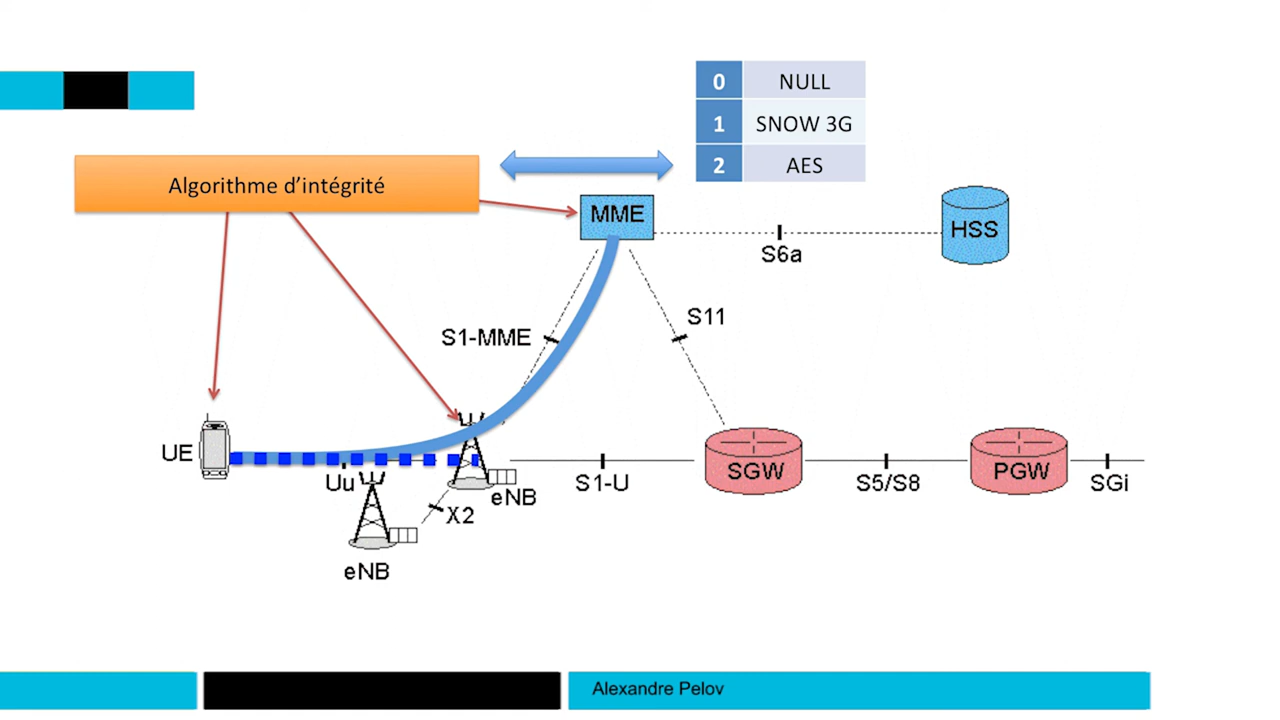 0 NULL
1 SNOW 3G
2 AES
Algorithme d’intégrité
MME
HSS
S6a
S1-MME
S11
UE
Uu
eNB
X2
eNB
S1-U
SGW
S5/S8
PGW
SGi
Alexandre Pelov